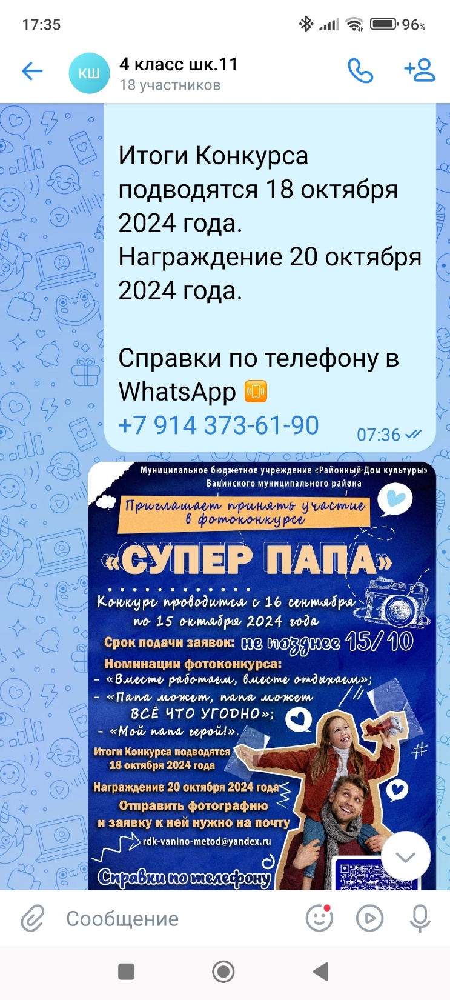 17:35
96%
КШ
4 класс шк.11
18 участников
Итоги Конкурса
подводятся 18 октября
2024 года.
Награждение 20 октября
2024 года.
Справки по телефону в
WhatsApp
+7 914 373-61-90
07:36
Муниципальное бюджетное учреждение «Районный Дом культуры»
Ванинского муниципального района
Приглашает принять участие
в фотоконкурсе
«СУПЕР ПАПА»
Конкурс проводится с 16 сентября
по 15 октября 2024 года
Срок подачи заявок: не позднее 15/10
Номинации фотоконкурса:
- «Вместе работаем, вместе отдыхаем»;
- «Папа может, папа может
ВСЁ ЧТО УГОДНО»;
- «Мой папа герой!».
Итоги Конкурса подводятся
18 октября 2024 года
Награждение 20 октября 2024 года
Отправить фотографию
и заявку к ней нужно на почту
rdk-vanino-metod@yandex.ru
Справки по телефону
Сообщение